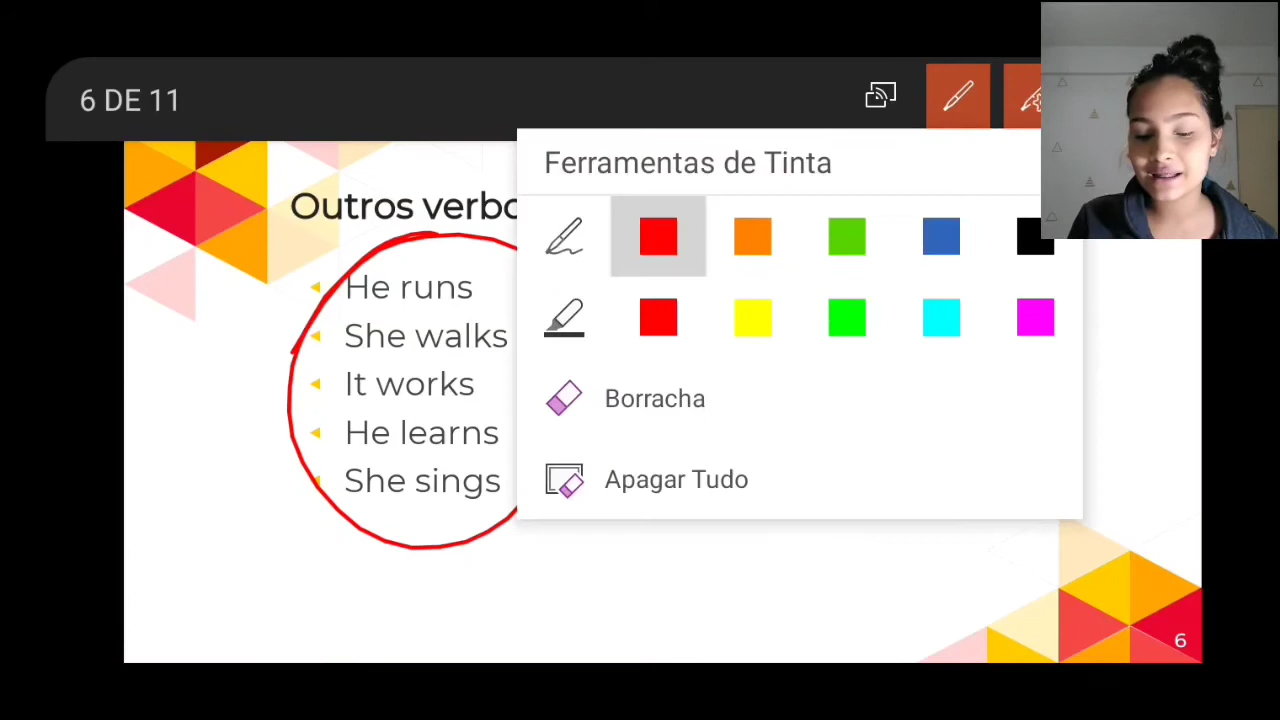 6 DE 11
Ferramentas de Tinta
Outros
He runs
She walks
It works
He learns
She sings
Borracha
Apagar Tudo
6